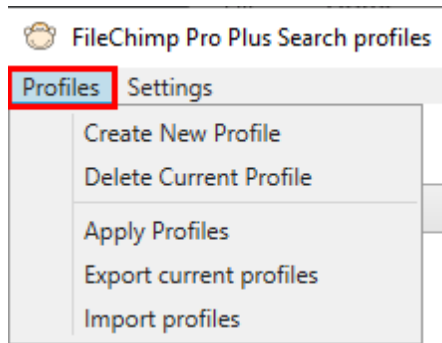 FileChimp Pro Plus Search profiles
Profiles Settings
Create New Profile
Delete Current Profile
Apply Profiles
Export current profiles
Import profiles